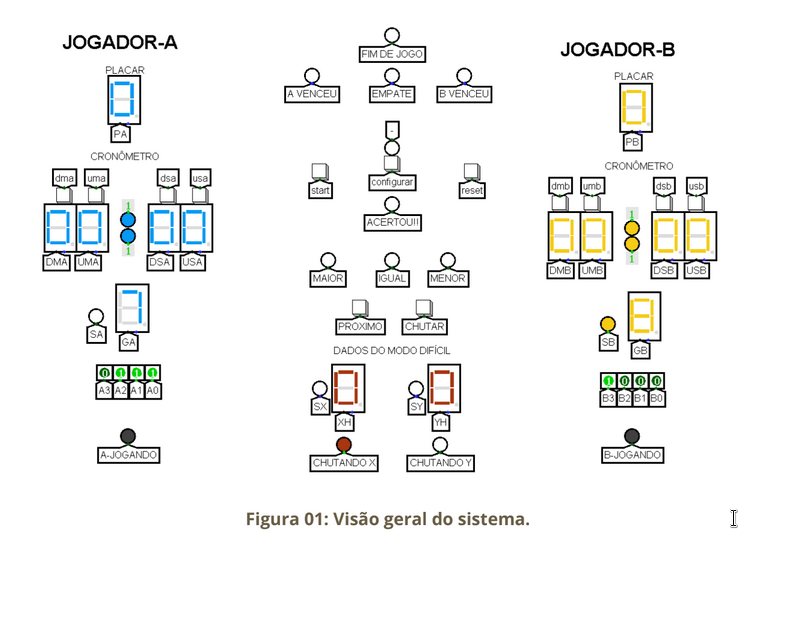 JOGADOR-A
PLACAR
PA
CRONÔMETRO
dma uma dsa usa
1
1
DMA UMA DSA USA
SA
GA
0 1 1 1
A3 A2 A1 A0
A-JOGANDO
FIM DE JOGO
A VENCEU EMPATE B VENCEU
-
start configurar reset
ACERTOU!!
MAIOR IGUAL MENOR
PROXIMO CHUTAR
DADOS DO MODO DIFÍCIL
SX SY
XH YH
CHUTANDO X CHUTANDO Y
JOGADOR-B
PLACAR
PB
CRONÔMETRO
dmb umb dsb usb
1
1
DMB UMB DSB USB
SB
GB
1 0 0 0
B3 B2 B1 B0
B-JOGANDO
Figura 01: Visão geral do sistema.